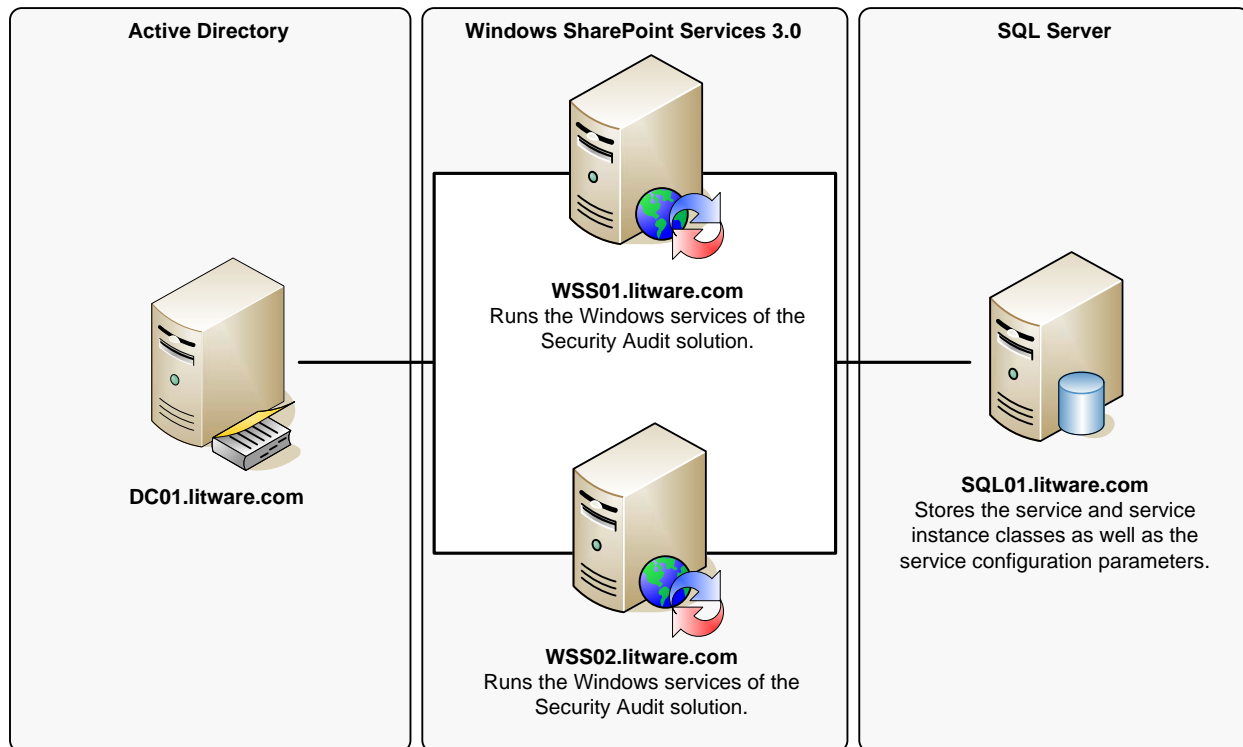 Active Directory
DC01.litware.com
Windows SharePoint Services 3.0
WSS01.litware.com
Runs the Windows services of the
Security Audit solution.
WSS02.litware.com
Runs the Windows services of the
Security Audit solution.
SQL Server
SQL01.litware.com
Stores the service and service
instance classes as well as the
service configuration parameters.